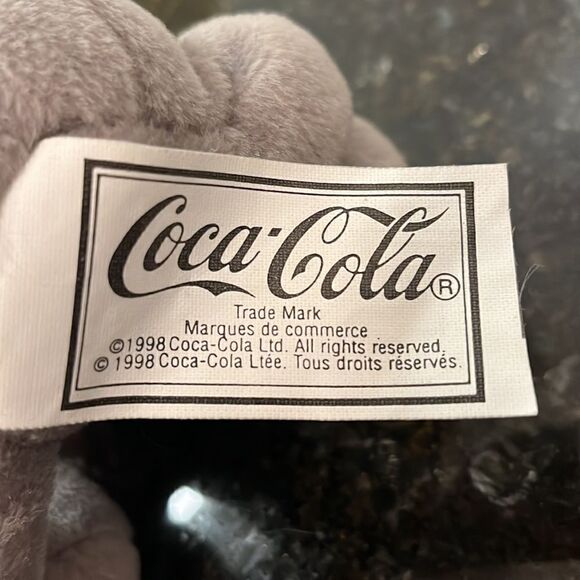 Coca-Cola®
Trade Mark
Marques de commerce
©1998 Coca-Cola Ltd. All rights reserved.
© 1998 Coca-Cola Ltée. Tous droits réservés.